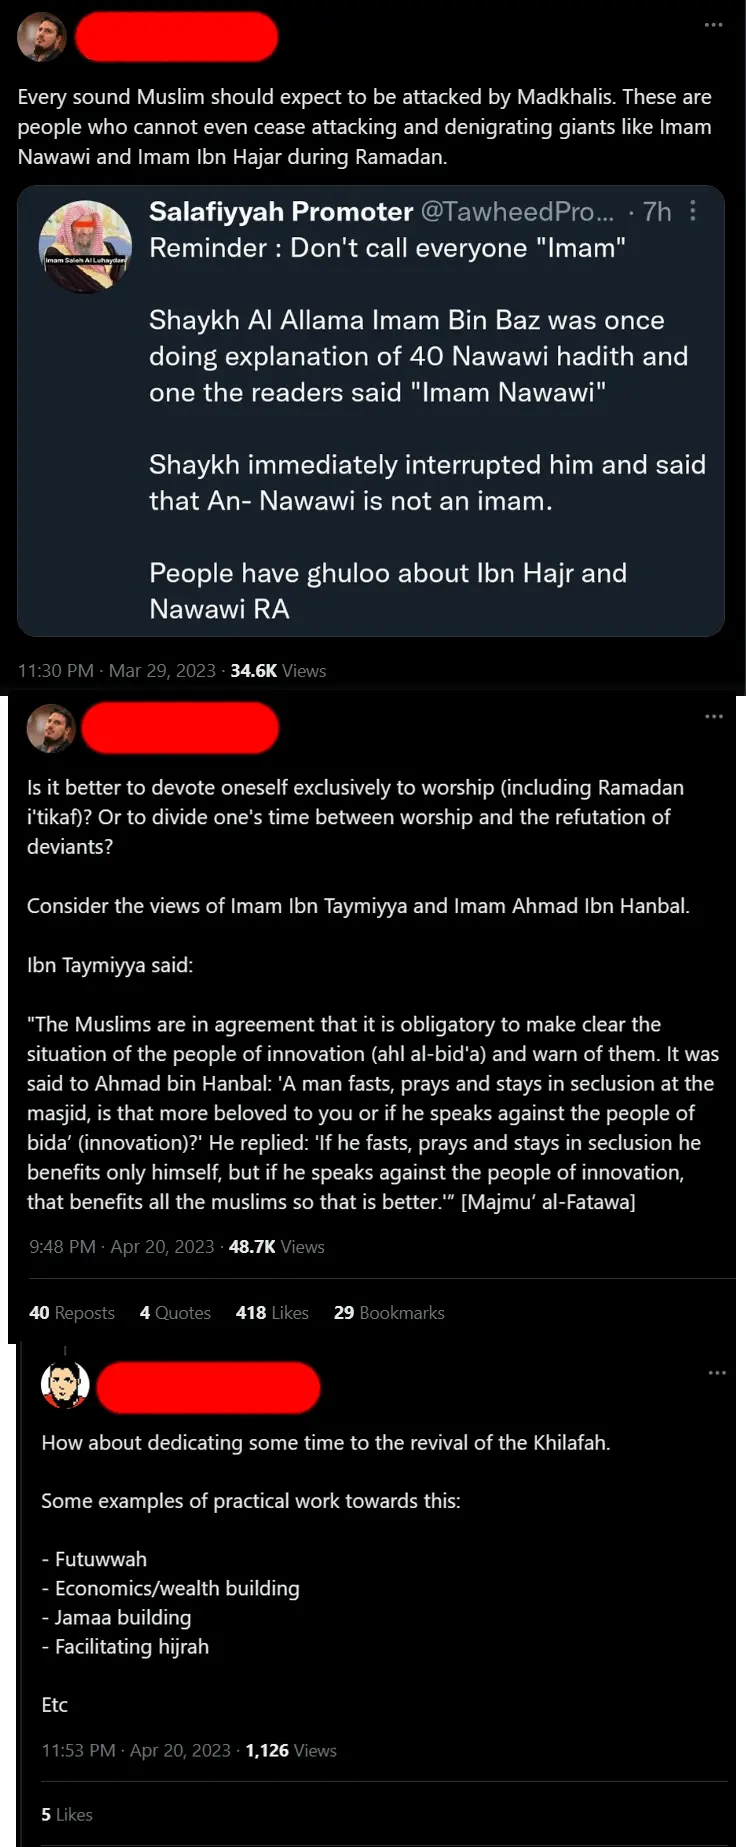 Every sound Muslim should expect to be attacked by Madkhalis. These are
people who cannot even cease attacking and denigrating giants like Imam
Nawawi and Imam Ibn Hajar during Ramadan.
Salafiyyah Promoter @TawheedPro... · 7h
Imam Saleh Al Luhaydan
Reminder : Don't call everyone "Imam"
Shaykh Al Allama Imam Bin Baz was once
doing explanation of 40 Nawawi hadith and
one the readers said "Imam Nawawi"
Shaykh immediately interrupted him and said
that An- Nawawi is not an imam.
People have ghuloo about Ibn Hajr and
Nawawi RA
11:30 PM · Mar 29, 2023 · 34.6K Views
Is it better to devote oneself exclusively to worship (including Ramadan
i'tikaf)? Or to divide one's time between worship and the refutation of
deviants?
Consider the views of Imam Ibn Taymiyya and Imam Ahmad Ibn Hanbal.
Ibn Taymiyya said:
"The Muslims are in agreement that it is obligatory to make clear the
situation of the people of innovation (ahl al-bid'a) and warn of them. It was
said to Ahmad bin Hanbal: 'A man fasts, prays and stays in seclusion at the
masjid, is that more beloved to you or if he speaks against the people of
bida’ (innovation)?' He replied: 'If he fasts, prays and stays in seclusion he
benefits only himself, but if he speaks against the people of innovation,
that benefits all the muslims so that is better.'” [Majmu’ al-Fatawa]
9:48 PM · Apr 20, 2023 · 48.7K Views
40 Reposts 4 Quotes 418 Likes 29 Bookmarks
How about dedicating some time to the revival of the Khilafah.
Some examples of practical work towards this:
- Futuwwah
- Economics/wealth building
- Jamaa building
- Facilitating hijrah
Etc
11:53 PM · Apr 20, 2023 · 1,126 Views
5 Likes